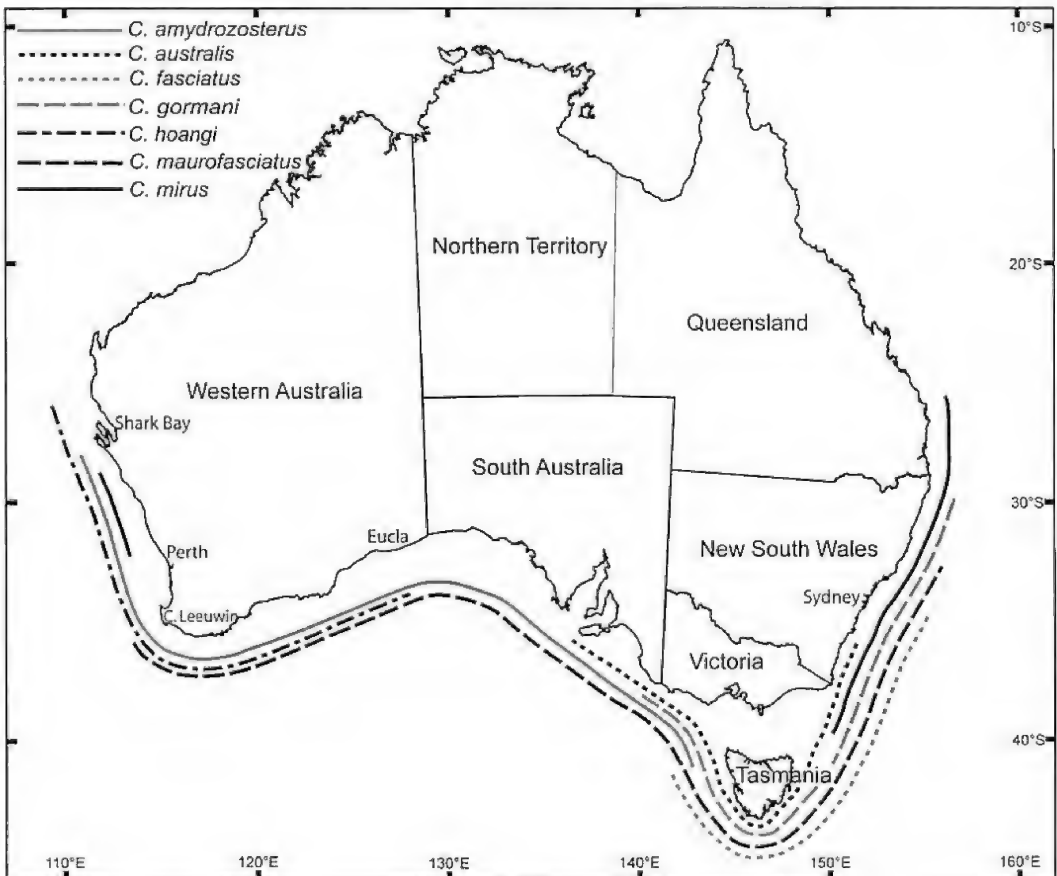 C. amydrozosterus
C. australis
C. fasciatus
C. gormani
C. hoangi
C. maurofasciatus
C. mirus
10°S
Northern Territory
20°S
Queensland
Western Australia
Shark Bay
South Australia
30°S
Eucla
Perth
New South Wales
Sydney
C. Leeuwin
Victoria
40°S
Tasmania
110°E
120°E
130°E
140°E
150°E
160°E